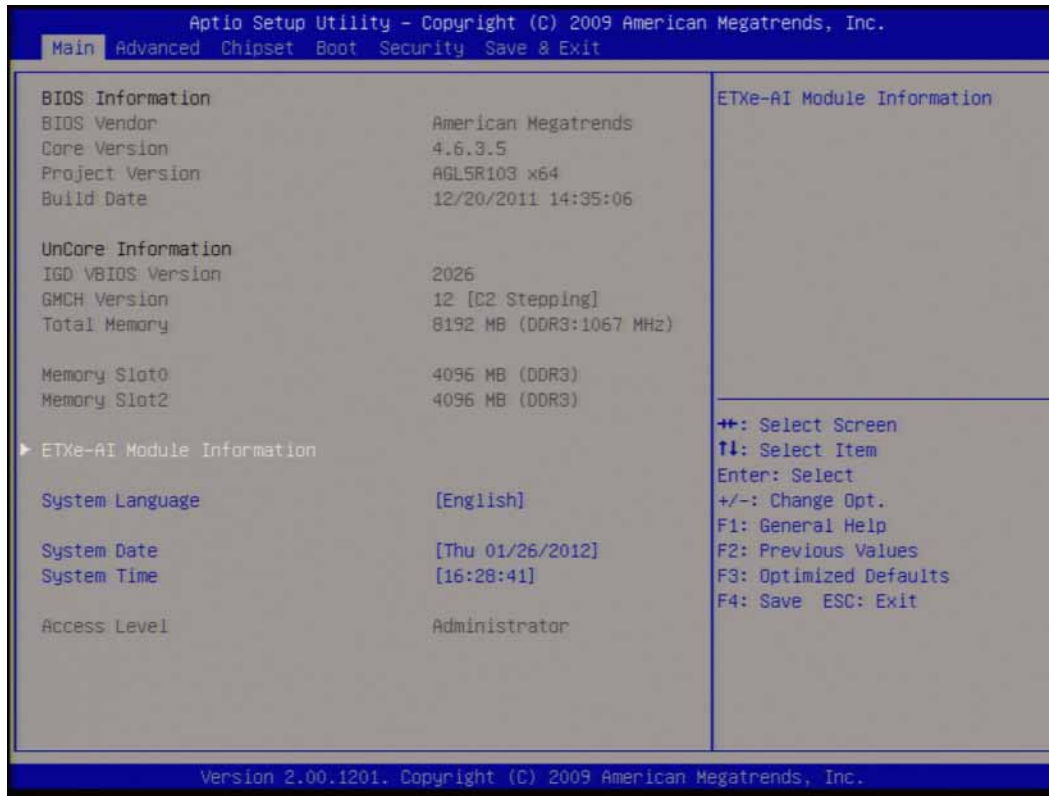 Aptio Setup Utility – Copyright (C) 2009 American Megatrends, Inc.
Main Advanced Chipset Boot Security Save & Exit
BIOS Information
BIOS Vendor American Megatrends
Core Version 4.6.3.5
Project Version AGL5R103 x64
Build Date 12/20/2011 14:35:06
UnCore Information
IGD VBIOS Version 2026
GMCH Version 12 [C2 Stepping]
Total Memory 8192 MB (DDR3:1067 MHz)
Memory Slot0 4096 MB (DDR3)
Memory Slot2 4096 MB (DDR3)
► ETXe-AI Module Information
System Language [English]
System Date [Thu 01/26/2012]
System Time [16:28:41]
Access Level Administrator
ETXe-AI Module Information
→←: Select Screen
↑↓: Select Item
Enter: Select
+/-: Change Opt.
F1: General Help
F2: Previous Values
F3: Optimized Defaults
F4: Save ESC: Exit
Version 2.00.1201. Copyright (C) 2009 American Megatrends, Inc.